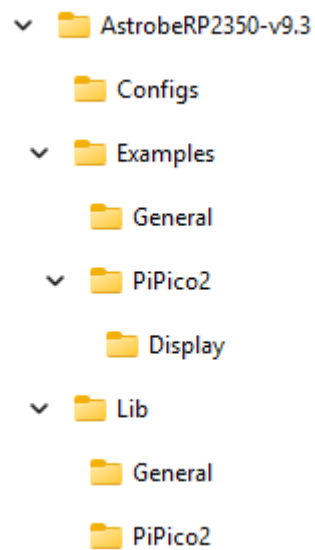 AstrobeRP2350-v9.3
Configs
Examples
General
PiPico2
Display
Lib
General
PiPico2